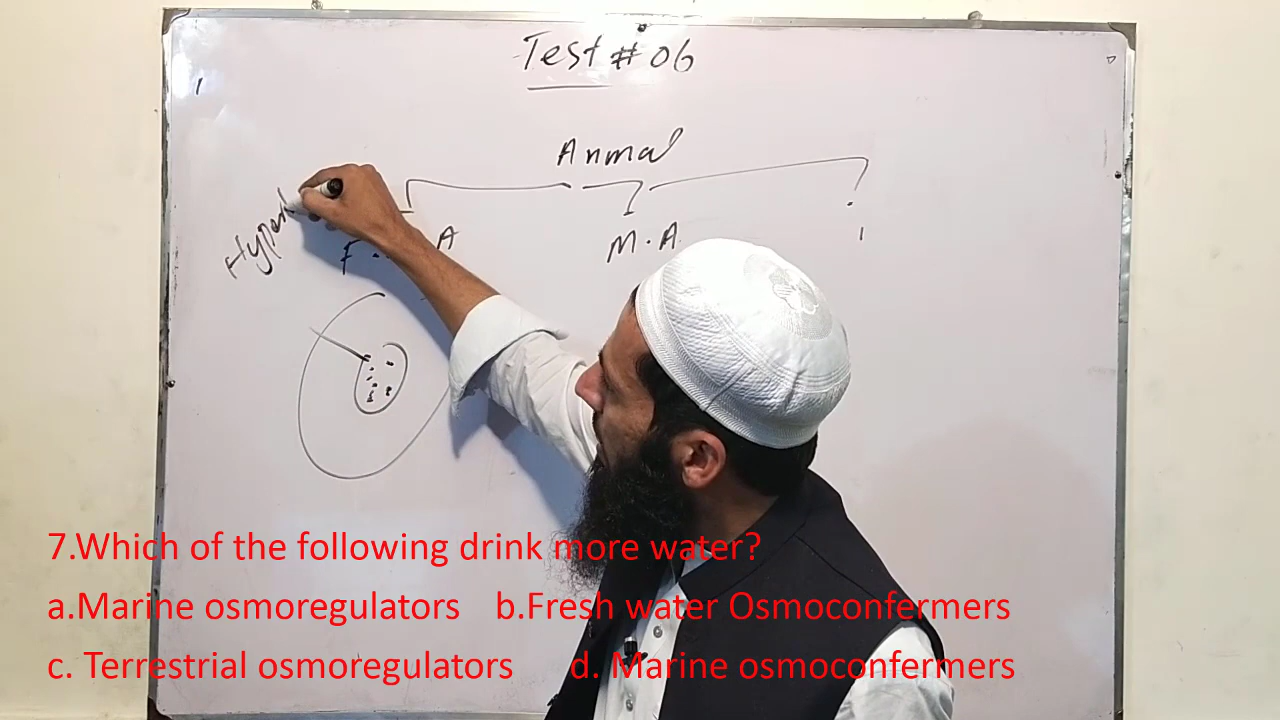 Test # 06
Anmal
Hyper
F. A
M.A.
7.Which of the following drink more water?
a.Marine osmoregulators b.Fresh water Osmoconfermers
c. Terrestrial osmoregulators d. Marine osmoconfermers